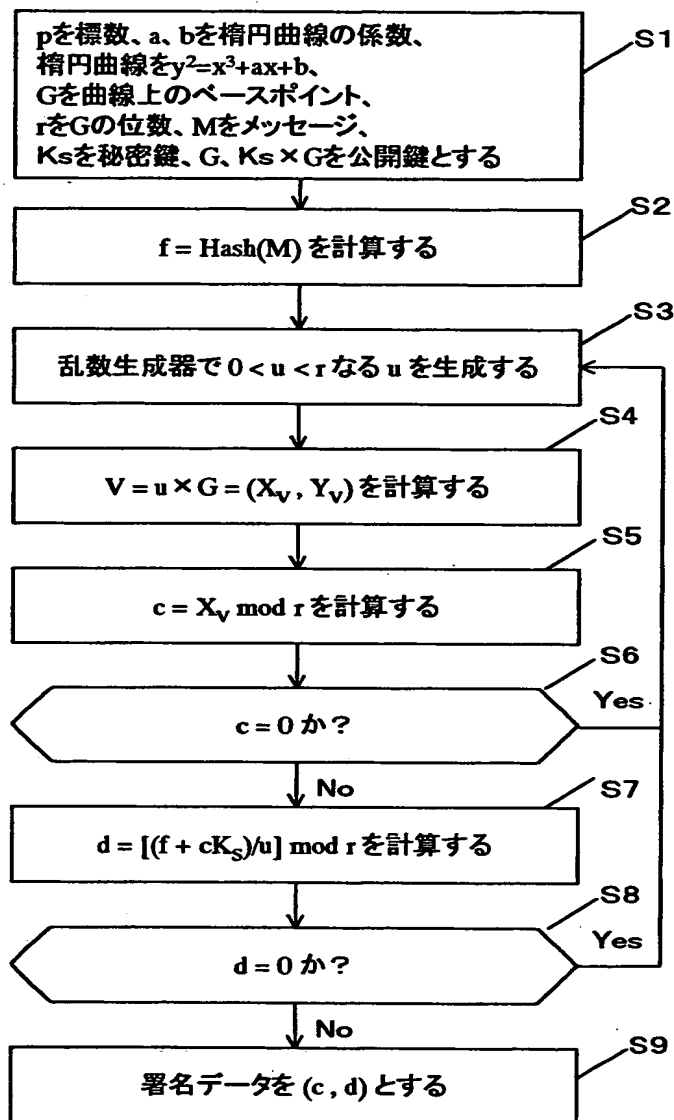 pを標数、a、bを楕円曲線の係数、
楕円曲線をy²=x³+ax+b、
Gを曲線上のベースポイント、
rをGの位数、Mをメッセージ、
Ksを秘密鍵、G、Ks×Gを公開鍵とする
S1
f = Hash(M) を計算する
S2
乱数生成器で 0 < u < r なる u を生成する
S3
V = u × G = (X_V , Y_V) を計算する
S4
c = X_V mod r を計算する
S5
c = 0 か?
S6
Yes
No
d = [(f + cK_S)/u] mod r を計算する
S7
d = 0 か?
S8
Yes
No
署名データを (c , d) とする
S9